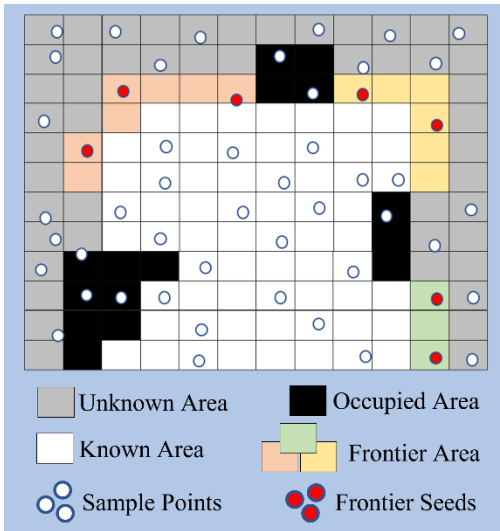 Unknown Area
Occupied Area
Known Area
Frontier Area
Sample Points
Frontier Seeds